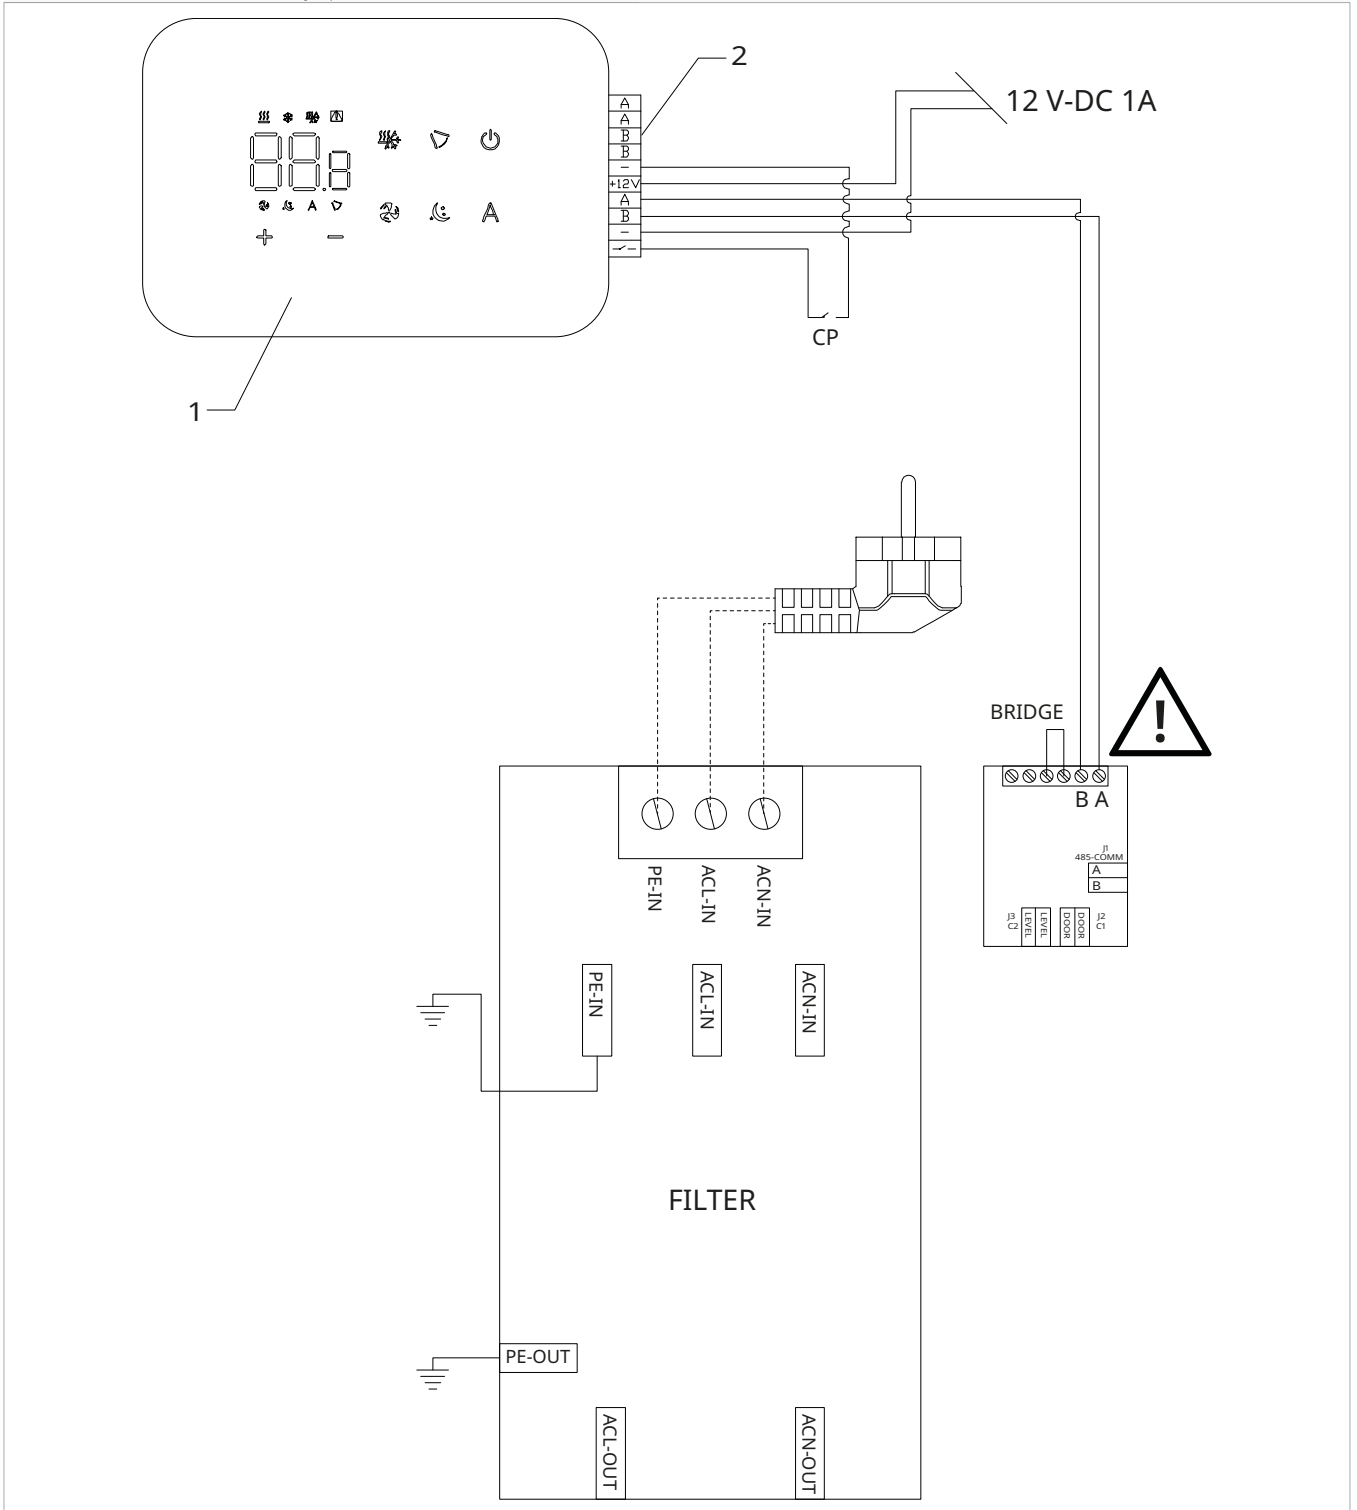 2
12 V-DC 1A
A
A
B
B
-
+12V
A
B
-
A
A
+
-
CP
1
BRIDGE
!
B A
J1
485-COMM
A
B
J3
C2
LEVEL
LEVEL
DOOR
DOOR
J2
C1
PE-IN
ACL-IN
ACN-IN
PE-IN
ACL-IN
ACN-IN
FILTER
PE-OUT
ACL-OUT
ACN-OUT